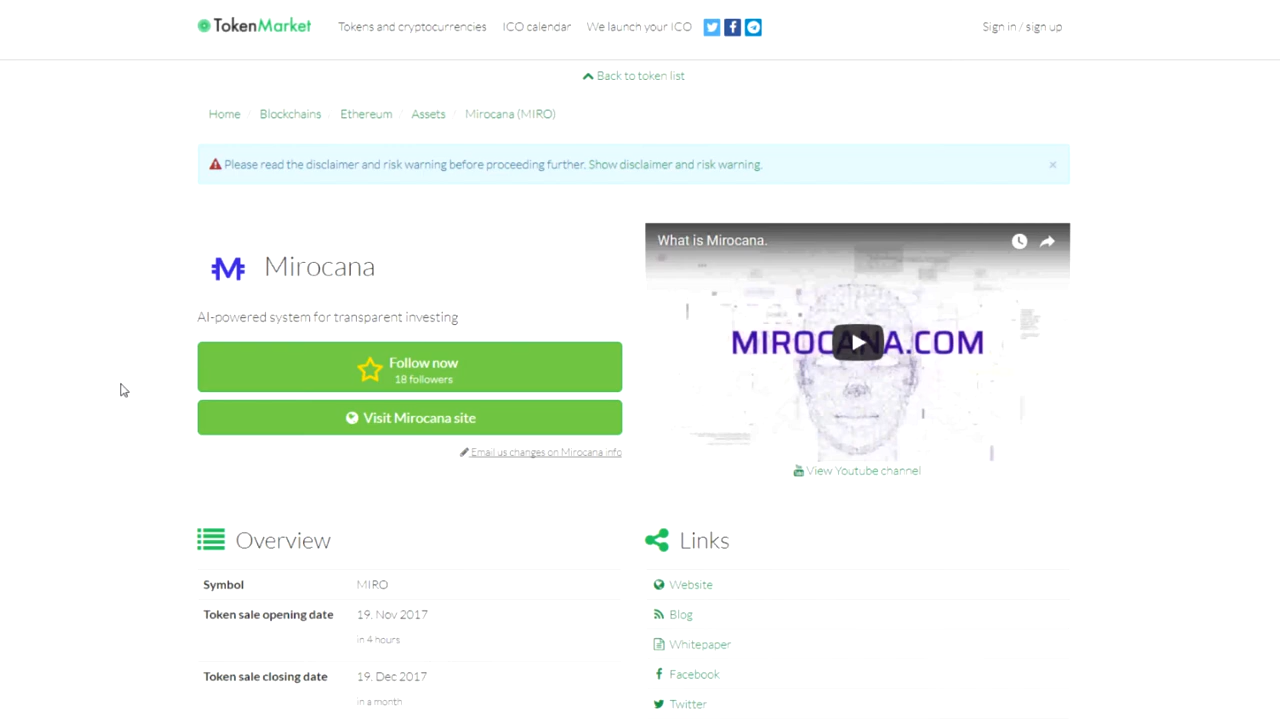 TokenMarket
Tokens and cryptocurrencies
ICO calendar
We launch your ICO
Sign in / sign up
Back to token list
Home / Blockchains / Ethereum / Assets / Mirocana (MIRO)
Please read the disclaimer and risk warning before proceeding further. Show disclaimer and risk warning.
×
Mirocana
AI-powered system for transparent investing
Follow now
18 followers
Visit Mirocana site
Email us changes on Mirocana info
What is Mirocana.
MIROCANA.COM
View Youtube channel
Overview
Symbol MIRO
Token sale opening date 19. Nov 2017
in 4 hours
Token sale closing date 19. Dec 2017
in a month
Links
Website
Blog
Whitepaper
Facebook
Twitter